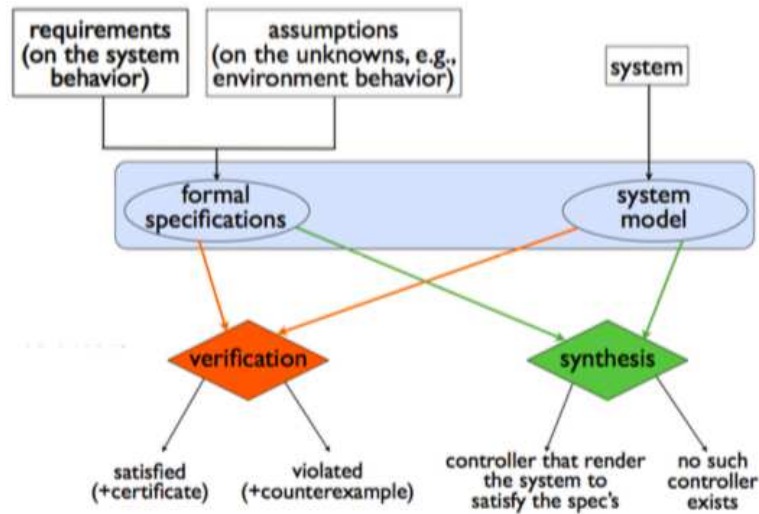 requirements
(on the system
behavior)
assumptions
(on the unknowns, e.g.,
environment behavior)
system
formal
specifications
system
model
verification
synthesis
satisfied
(+certificate)
violated
(+counterexample)
controller that render
the system to
satisfy the spec's
no such
controller
exists